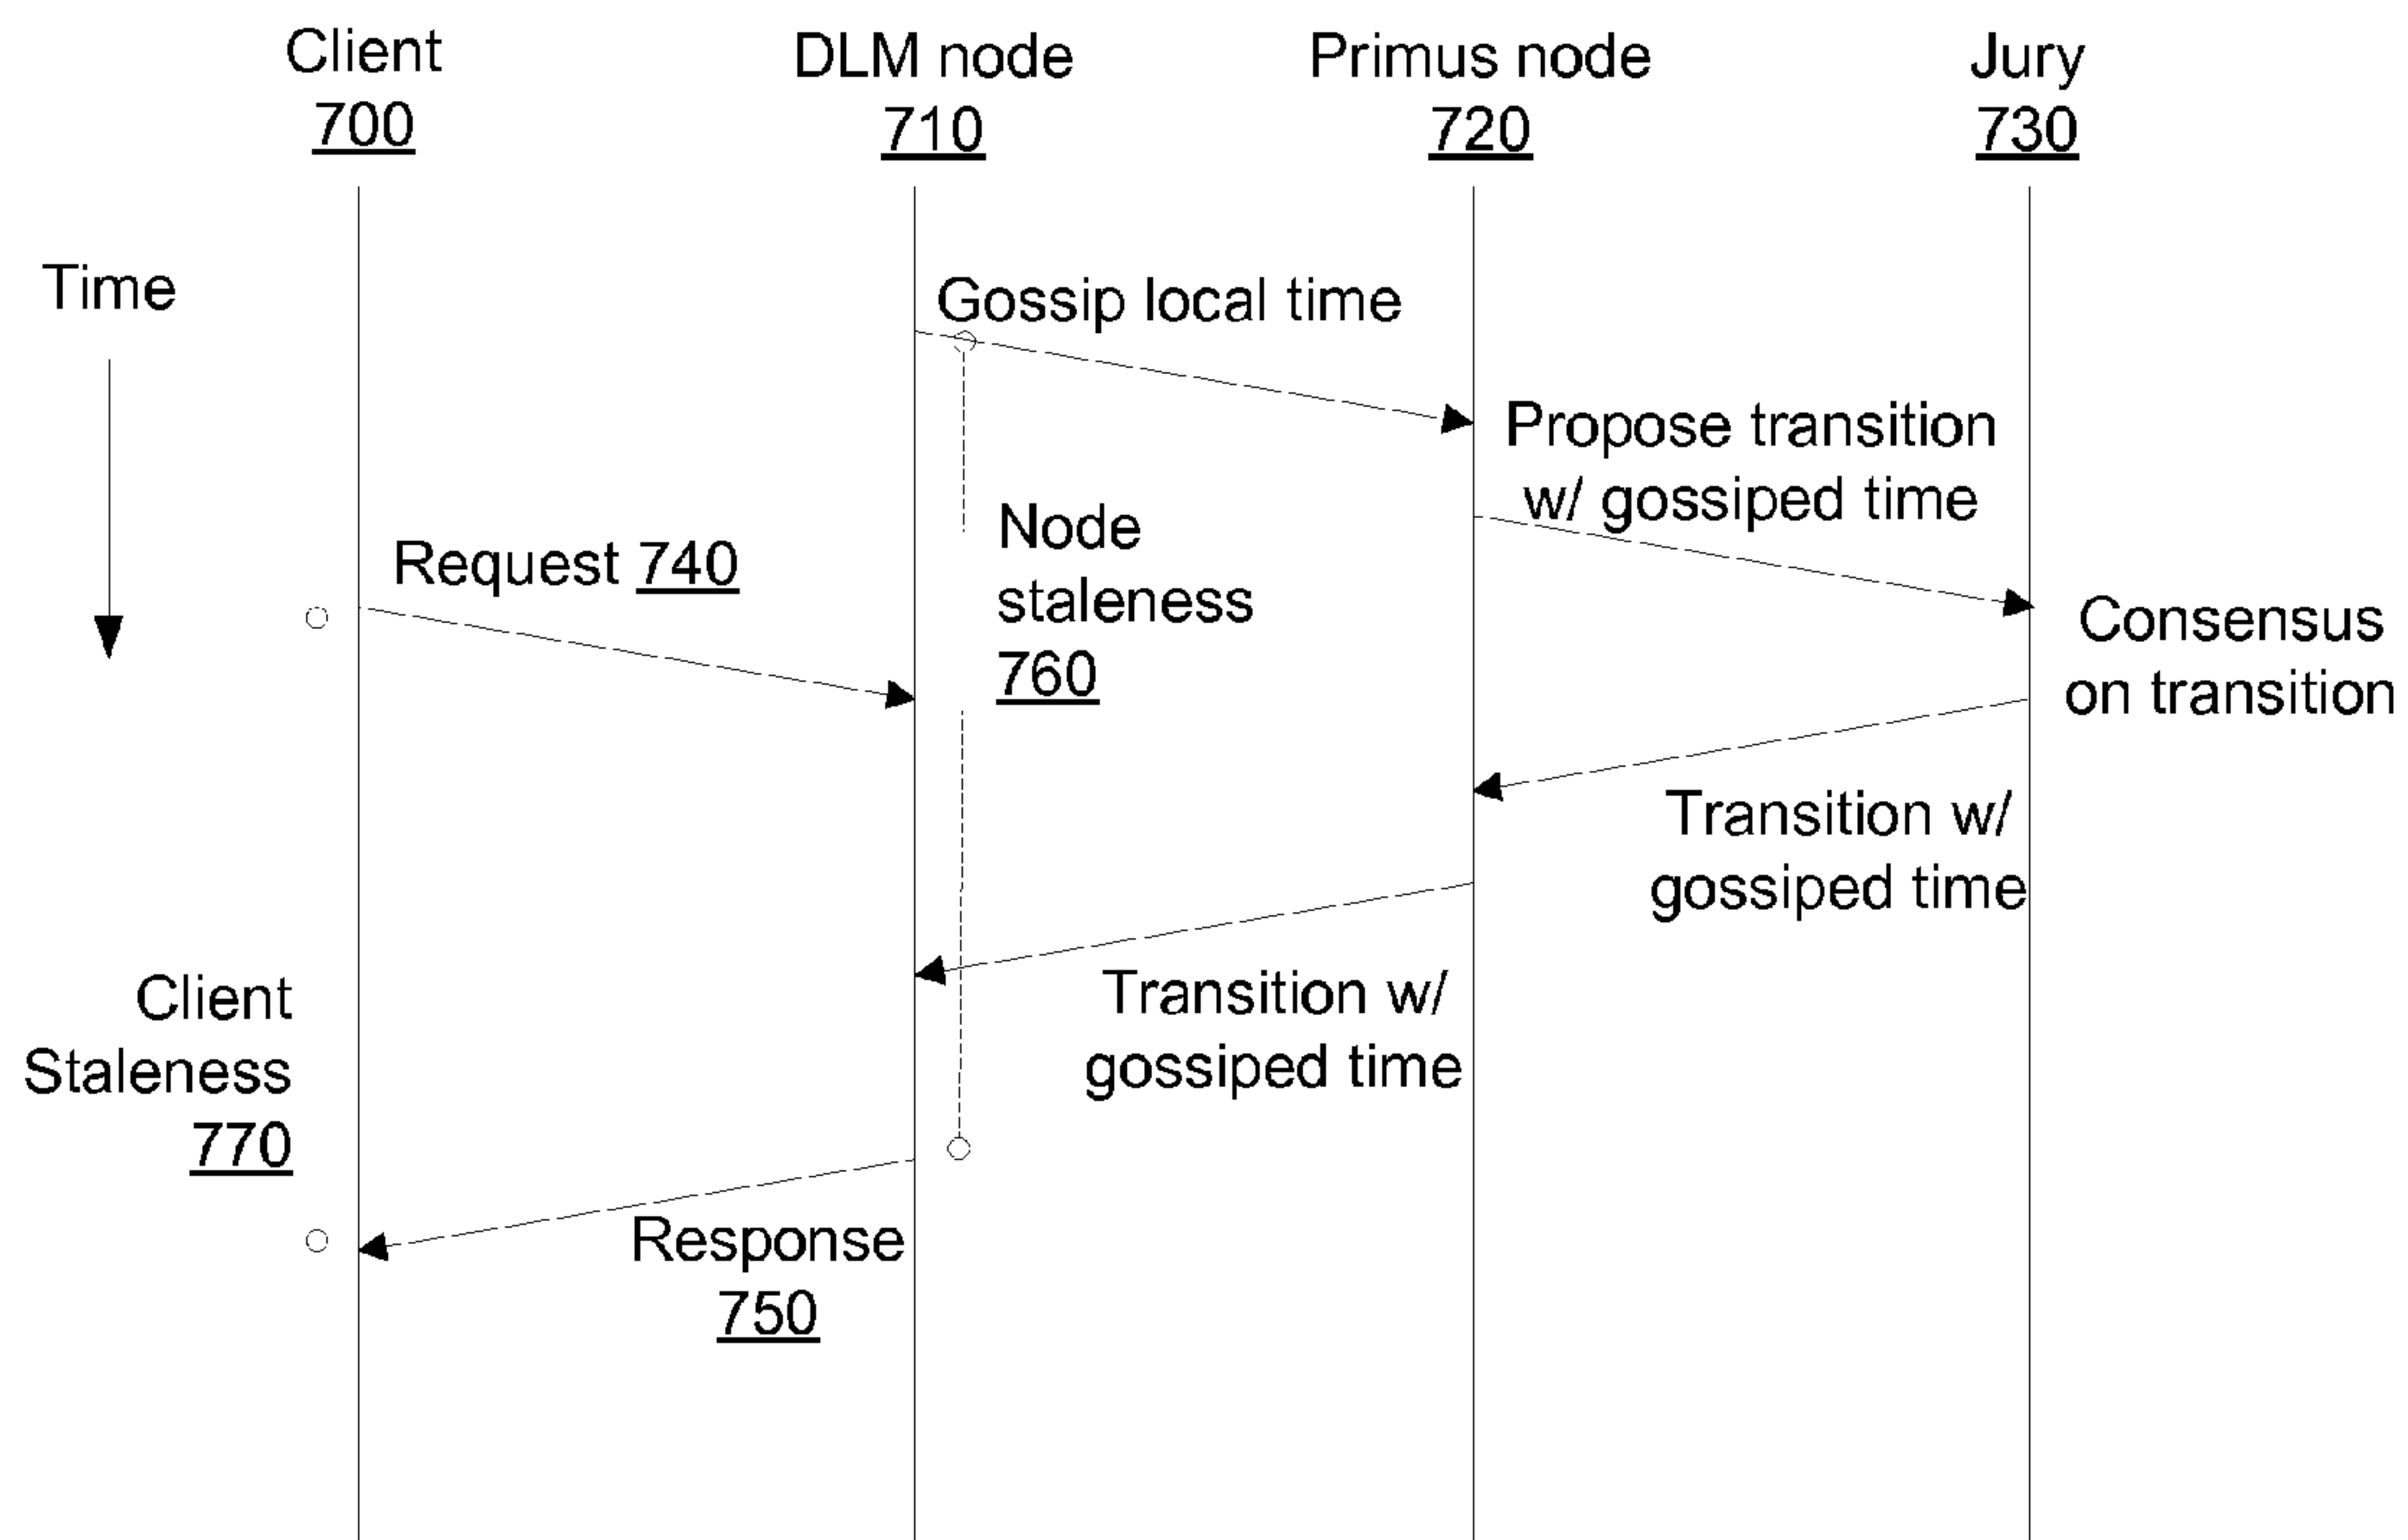 Client
700
DLM node
710
Primus node
720
Jury
730
Time
Gossip local time
Propose transition
w/ gossiped time
Request 740
Node
staleness
760
Consensus
on transition
Transition w/
gossiped time
Transition w/
gossiped time
Client
Staleness
770
Response
750